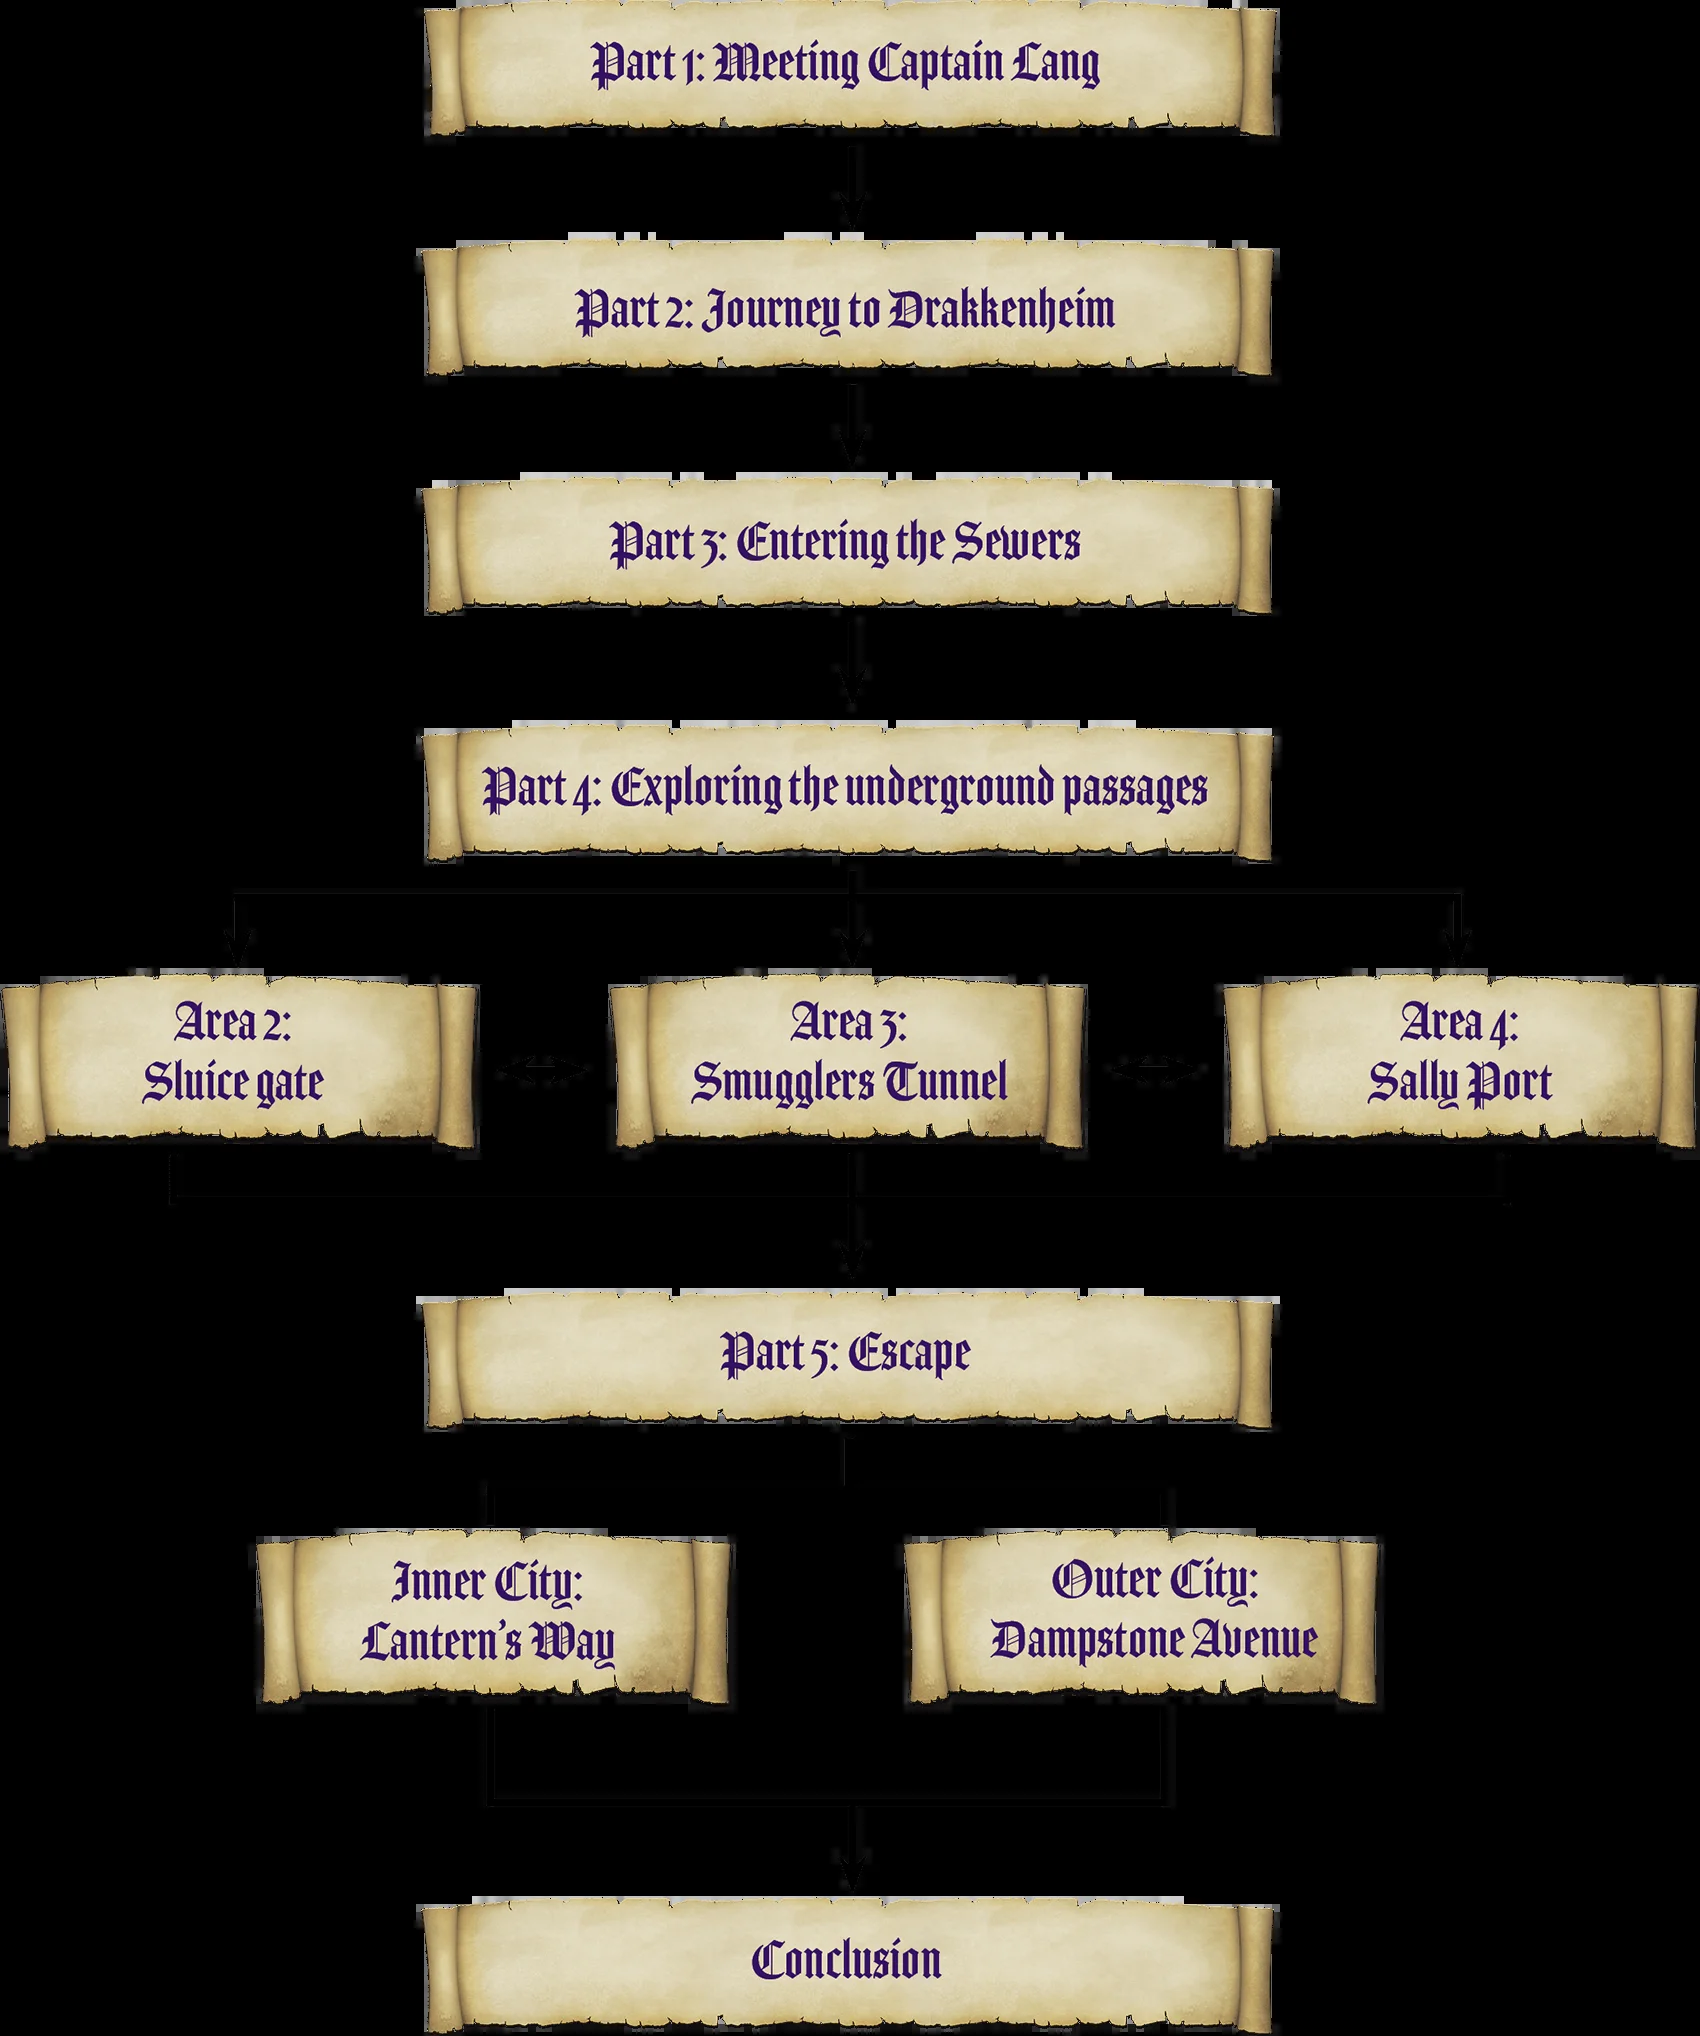 Part 1: Meeting Captain Lang
Part 2: Journey to Drakkenheim
Part 3: Entering the Sewers
Part 4: Exploring the underground passages
Area 2:
Sluice gate
Area 3:
Smugglers Tunnel
Area 4:
Sally Port
Part 5: Escape
Inner City:
Lantern's Way
Outer City:
Dampstone Avenue
Conclusion